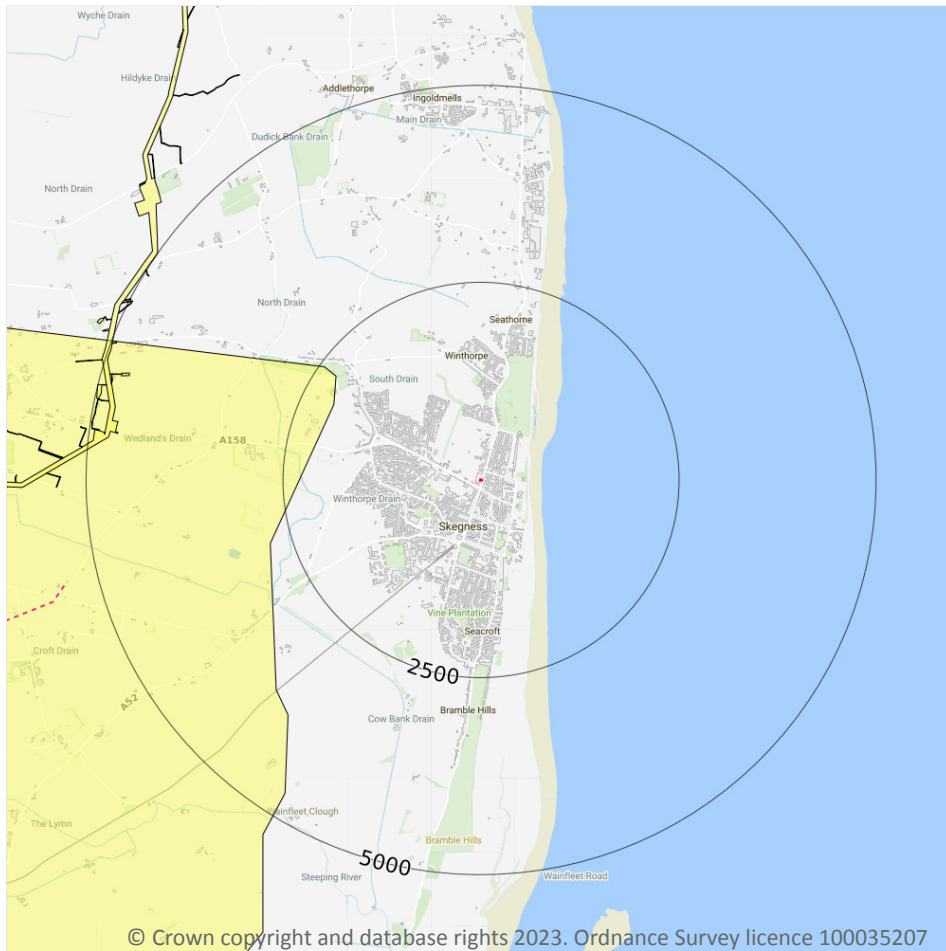 Wyche Drain
Hildyke Drain
Addlethorpe
Ingoldmells
Main Drain
Dudick Bank Drain
North Drain
North Drain
Seathorne
Winthorpe
South Drain
Wedland's Drain
A158
Winthorpe Drain
Skegness
Vine Plantation
Seacroft
Croft Drain
2500
A52
Bramble Hills
Cow Bank Drain
Wainfleet Clough
The Lymn
Bramble Hills
5000
Steeping River
Wainfleet Road
© Crown copyright and database rights 2023. Ordnance Survey licence 100035207